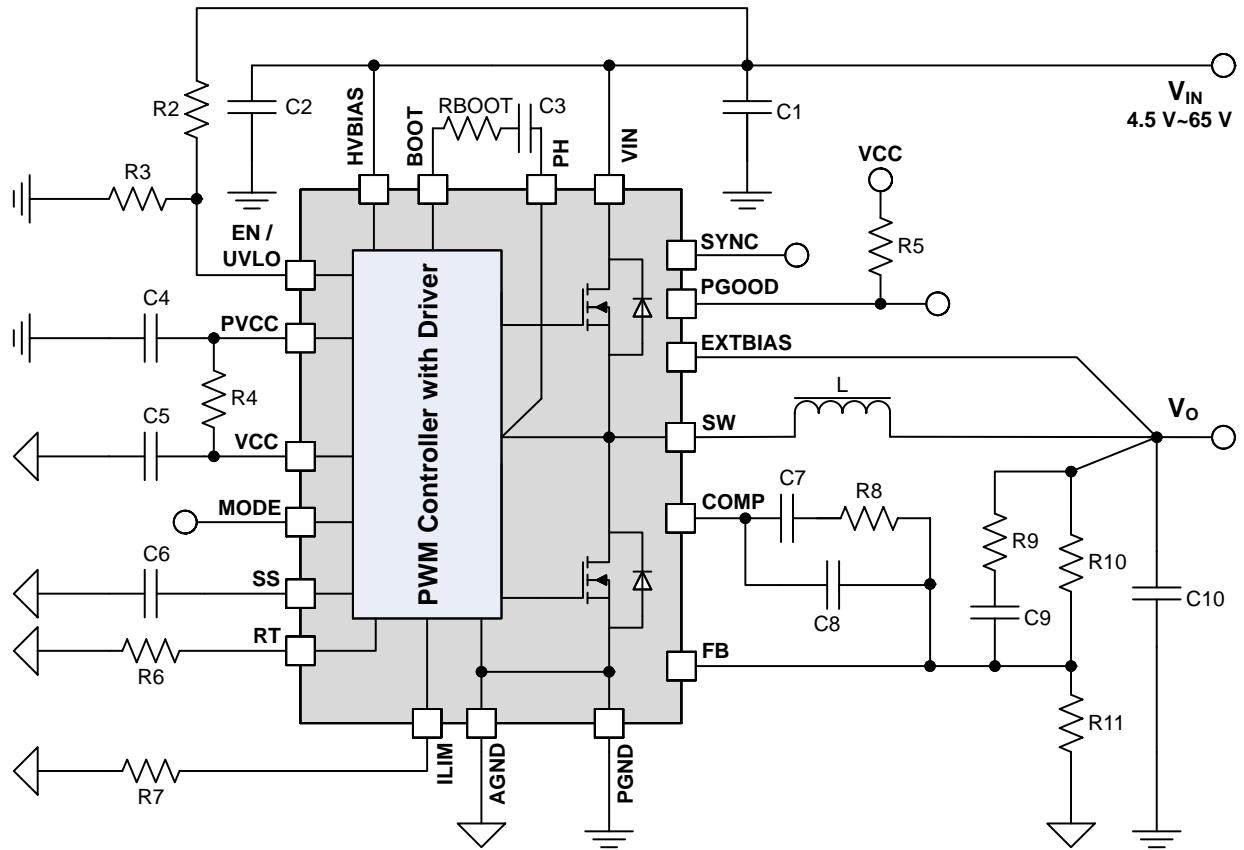 R2
C2
HVBIAS
BOOT
RBOOT
C3
PH
VIN
C1
V_IN
4.5 V~65 V
R3
VCC
R5
EN /
UVLO
SYNC
PGOOD
C4
PVCC
EXTBIAS
R4
PWM Controller with Driver
L
V_O
C5
VCC
SW
MODE
COMP
C7
R8
R9
R10
C6
SS
C8
C9
C10
RT
R6
FB
R11
R7
ILIM
AGND
PGND